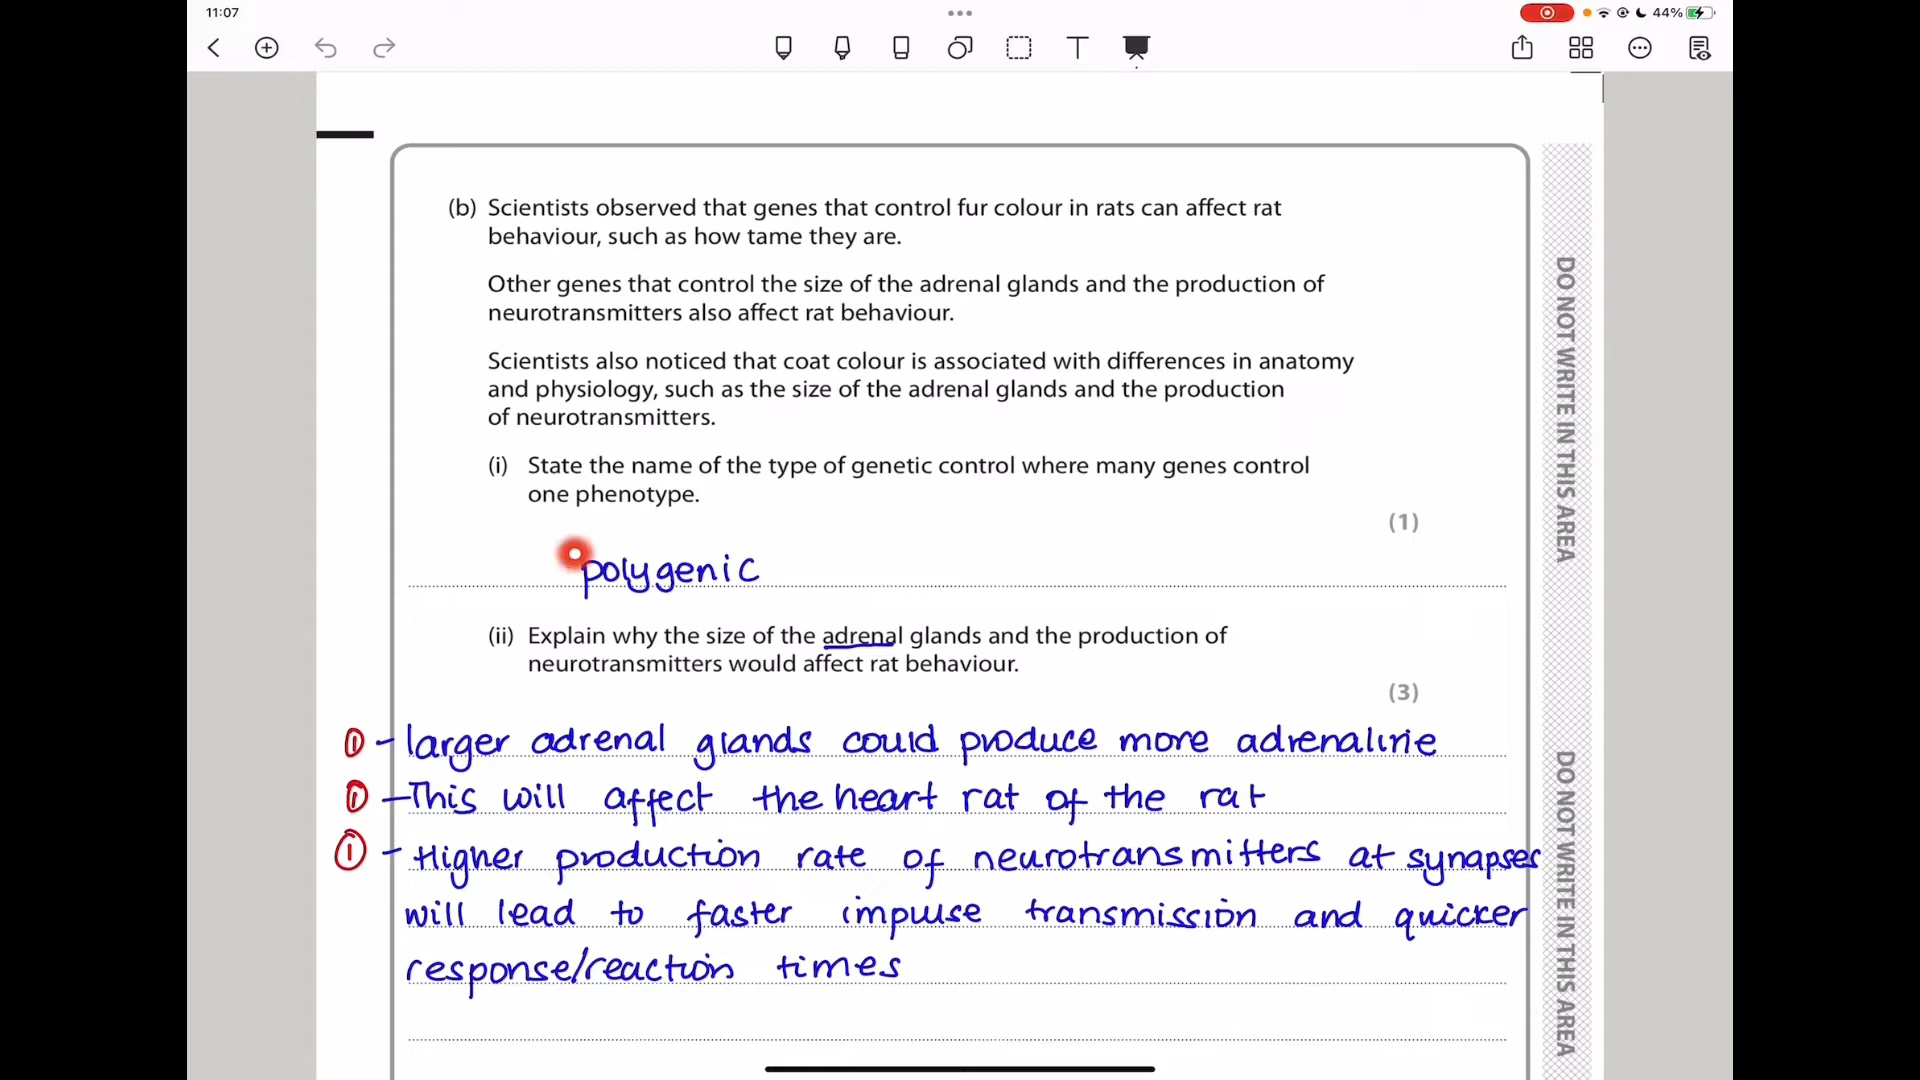 11:07
44%
(b) Scientists observed that genes that control fur colour in rats can affect rat
behaviour, such as how tame they are.
Other genes that control the size of the adrenal glands and the production of
neurotransmitters also affect rat behaviour.
Scientists also noticed that coat colour is associated with differences in anatomy
and physiology, such as the size of the adrenal glands and the production
of neurotransmitters.
(i) State the name of the type of genetic control where many genes control
one phenotype.
(1)
polygenic
(ii) Explain why the size of the adrenal glands and the production of
neurotransmitters would affect rat behaviour.
(3)
① - larger adrenal glands could produce more adrenaline
① - This will affect the heart rat of the rat
① - Higher production rate of neurotransmitters at synapses
will lead to faster impulse transmission and quicker
response/reaction times
DO NOT WRITE IN THIS AREA
DO NOT WRITE IN THIS AREA